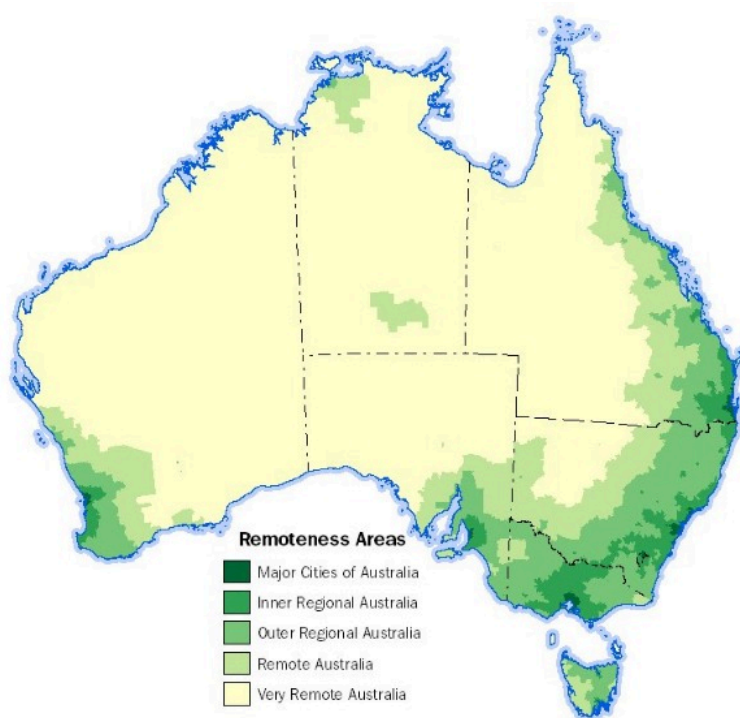 Remoteness Areas
Major Cities of Australia
Inner Regional Australia
Outer Regional Australia
Remote Australia
Very Remote Australia